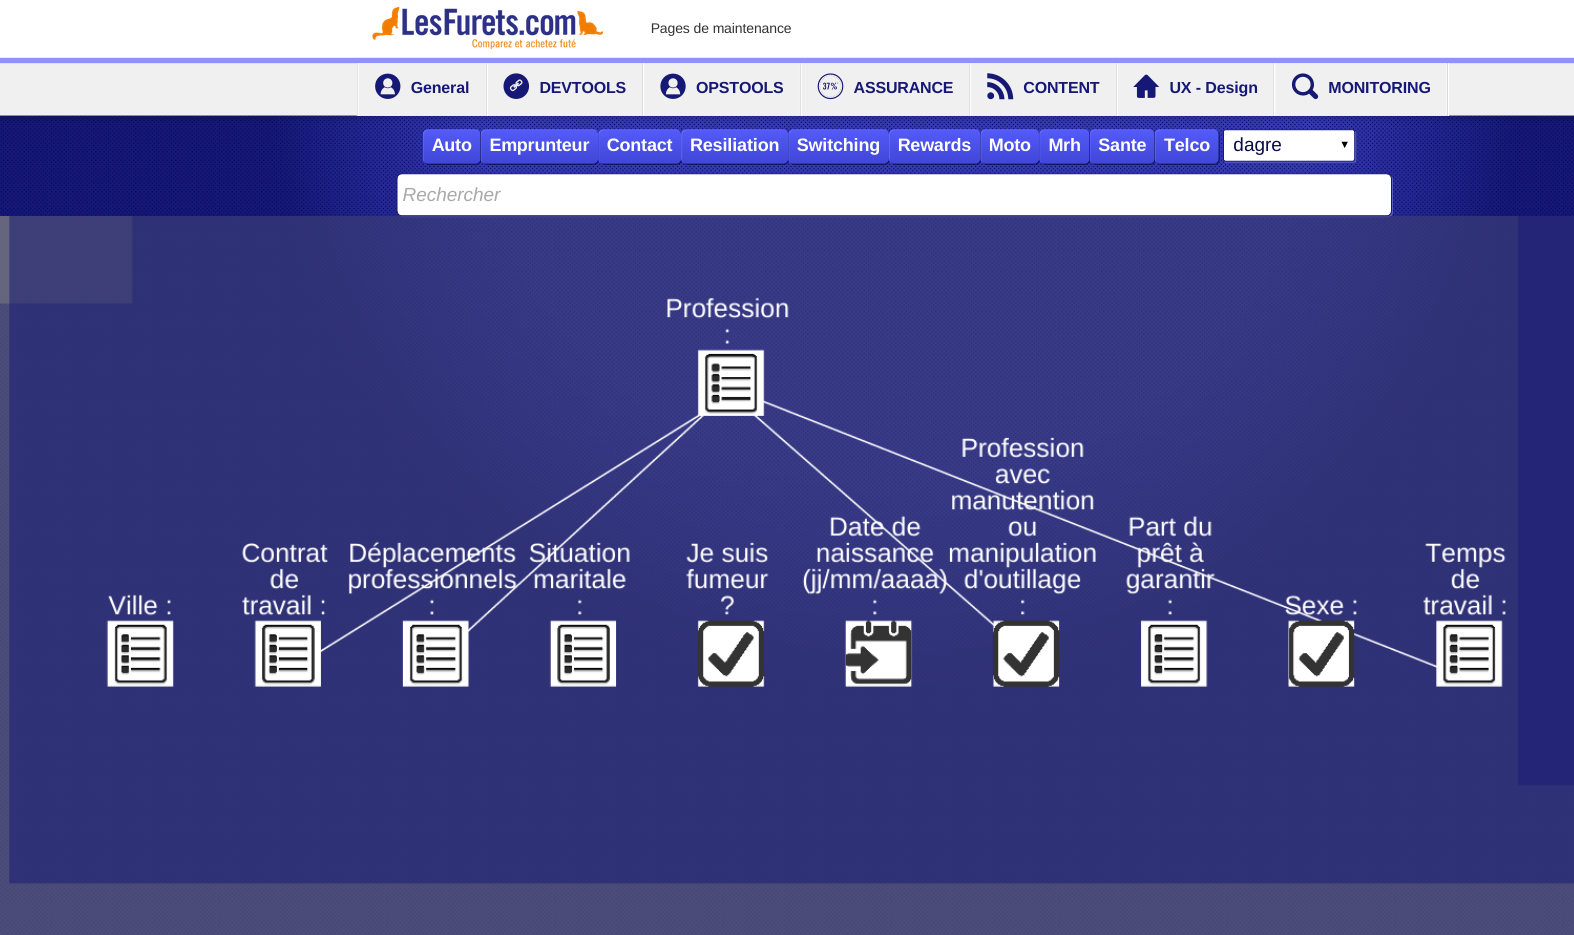 LesFurets.com
Comparez et achetez futé
Pages de maintenance
General
DEVTOOLS
OPSTOOLS
37%
ASSURANCE
CONTENT
UX - Design
MONITORING
Auto
Emprunteur
Contact
Resiliation
Switching
Rewards
Moto
Mrh
Sante
Telco
dagre
Rechercher
Profession
:
Ville :
Contrat
de
travail :
Déplacements
professionnels
:
Situation
maritale
:
Je suis
fumeur
?
Date de
naissance
(jj/mm/aaaa)
:
Profession
avec
manutention
ou
manipulation
d'outillage
:
Part du
prêt à
garantir
:
Sexe :
Temps
de
travail :